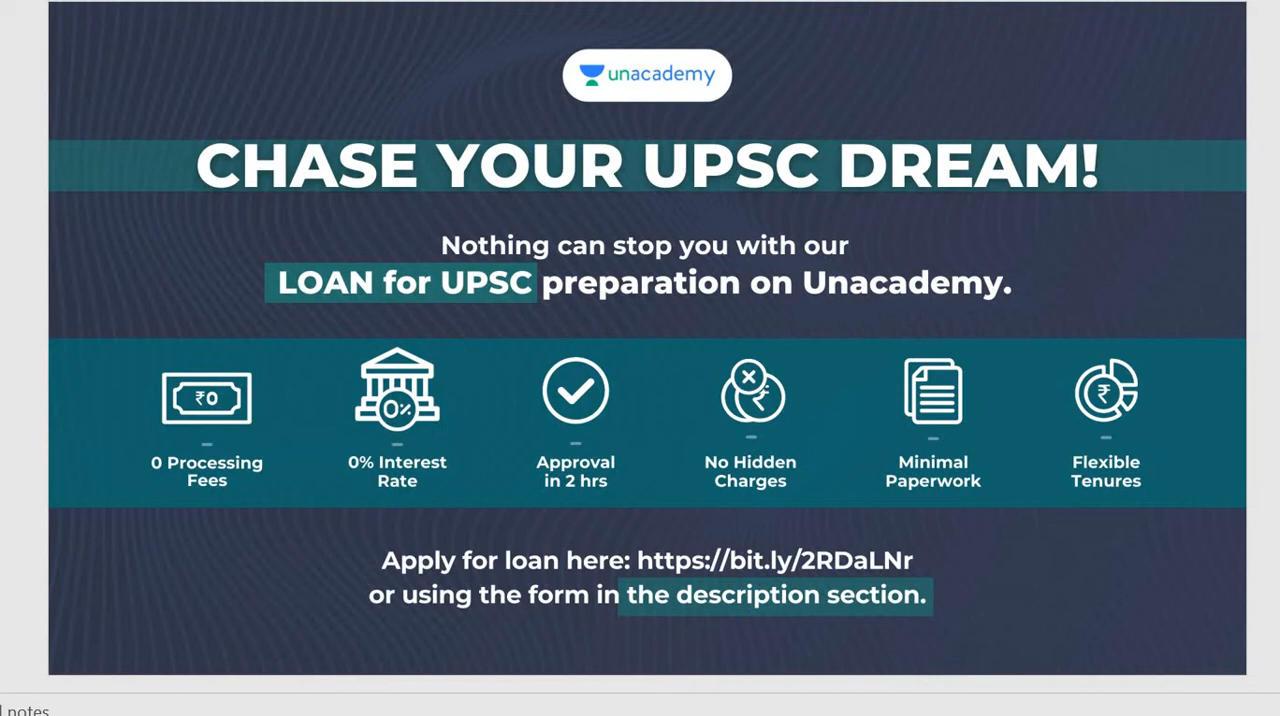 unacademy
CHASE YOUR UPSC DREAM!
Nothing can stop you with our
LOAN for UPSC preparation on Unacademy.
₹0
0%
₹
₹
0 Processing
Fees
0% Interest
Rate
Approval
in 2 hrs
No Hidden
Charges
Minimal
Paperwork
Flexible
Tenures
Apply for loan here: https://bit.ly/2RDaLNr
or using the form in the description section.
notes